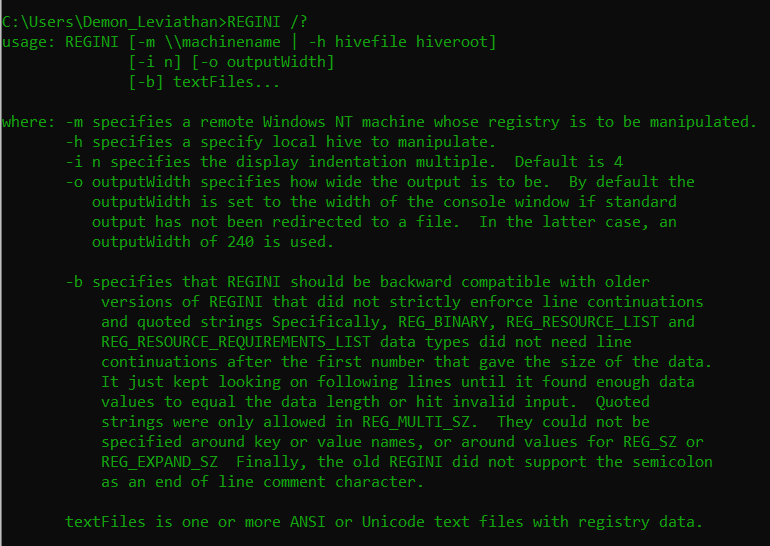 C:\Users\Demon_Leviathan>REGINI /?
usage: REGINI [-m \\machinename | -h hivefile hiveroot]
[-i n] [-o outputWidth]
[-b] textFiles...
where: -m specifies a remote Windows NT machine whose registry is to be manipulated.
-h specifies a specify local hive to manipulate.
-i n specifies the display indentation multiple.  Default is 4
-o outputWidth specifies how wide the output is to be.  By default the
outputWidth is set to the width of the console window if standard
output has not been redirected to a file.  In the latter case, an
outputWidth of 240 is used.
-b specifies that REGINI should be backward compatible with older
versions of REGINI that did not strictly enforce line continuations
and quoted strings Specifically, REG_BINARY, REG_RESOURCE_LIST and
REG_RESOURCE_REQUIREMENTS_LIST data types did not need line
continuations after the first number that gave the size of the data.
It just kept looking on following lines until it found enough data
values to equal the data length or hit invalid input.  Quoted
strings were only allowed in REG_MULTI_SZ.  They could not be
specified around key or value names, or around values for REG_SZ or
REG_EXPAND_SZ  Finally, the old REGINI did not support the semicolon
as an end of line comment character.
textFiles is one or more ANSI or Unicode text files with registry data.